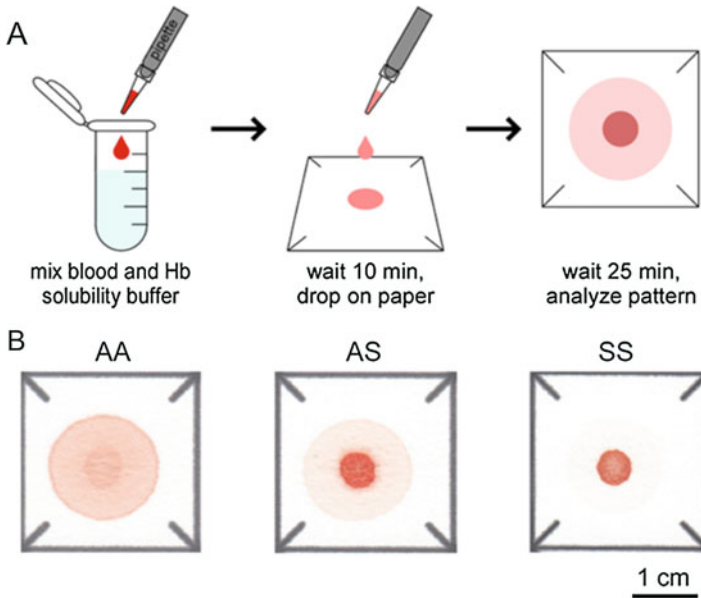 A
pipette
mix blood and Hb
solubility buffer
wait 10 min,
drop on paper
wait 25 min,
analyze pattern
B
AA
AS
SS
1 cm